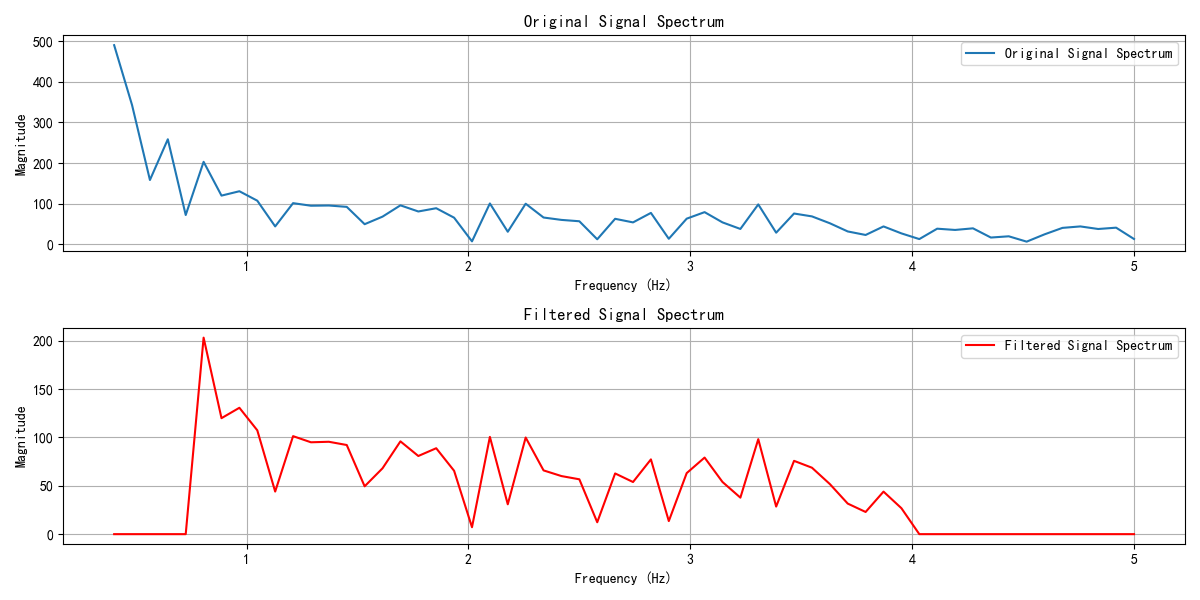 Original Signal Spectrum
500
400
300
200
100
0
Magnitude
Original Signal Spectrum
1
2
3
4
5
Frequency (Hz)
Filtered Signal Spectrum
200
150
100
50
0
Magnitude
Filtered Signal Spectrum
1
2
3
4
5
Frequency (Hz)